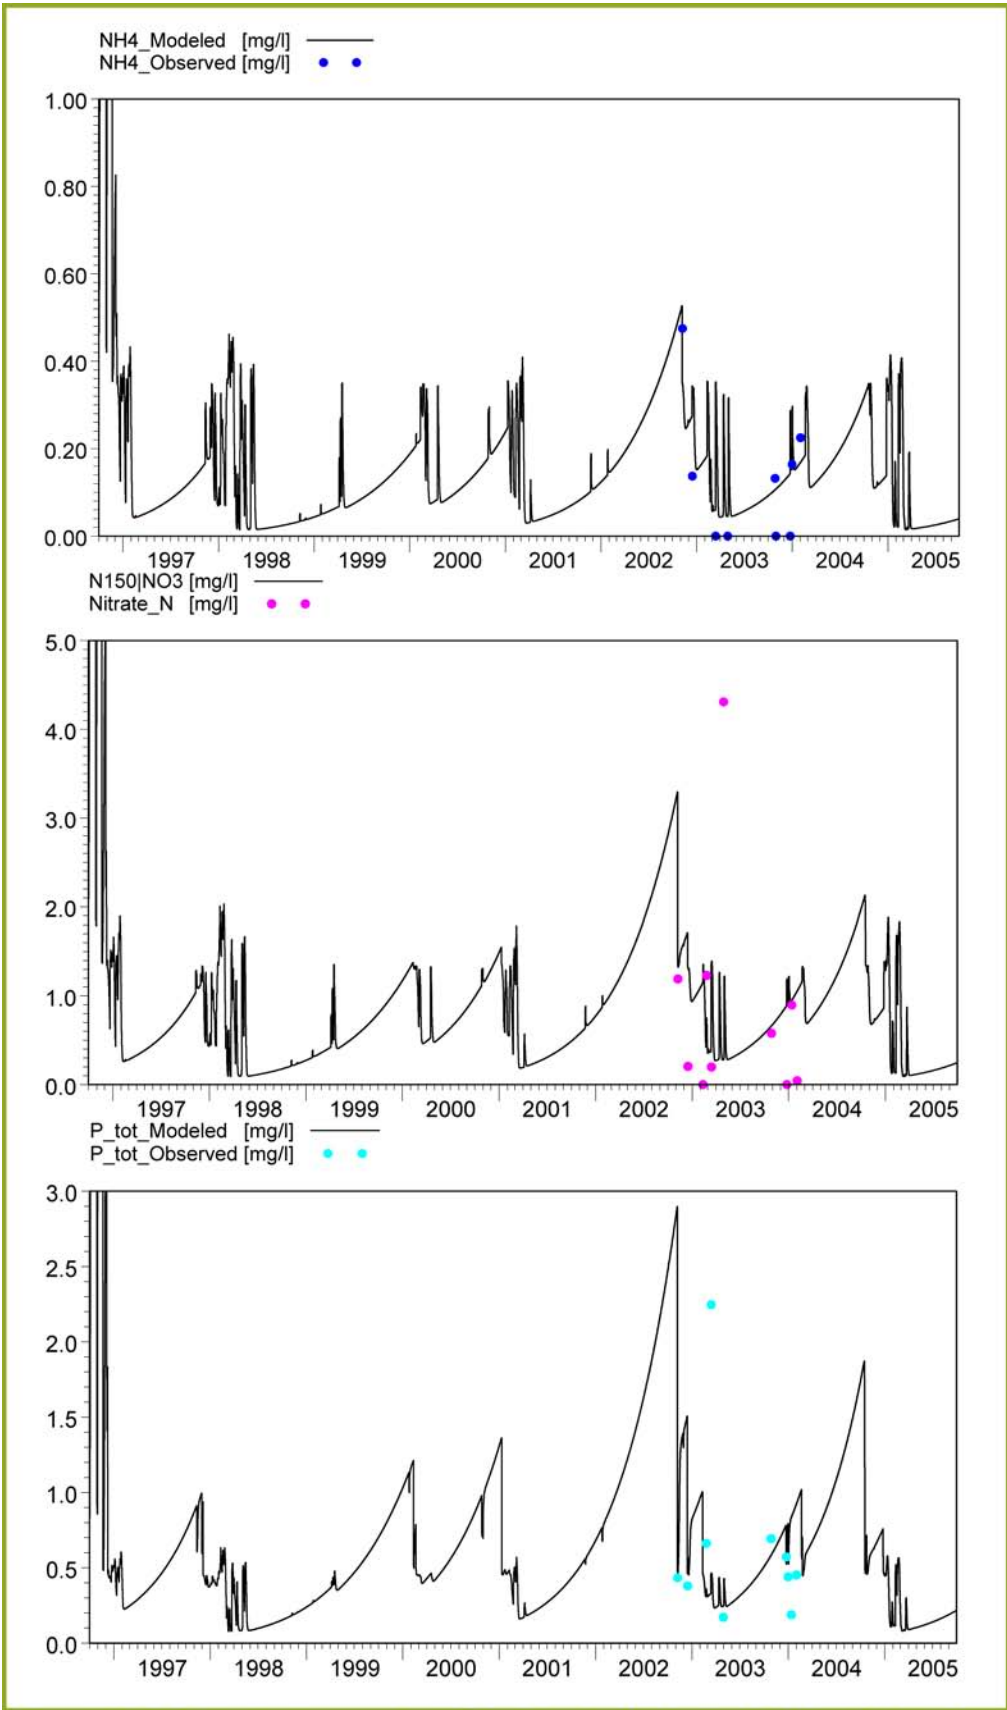 NH4_Modeled [mg/l]
NH4_Observed [mg/l]
1.00
0.80
0.60
0.40
0.20
0.00
1997 1998 1999 2000 2001 2002 2003 2004 2005
N150|NO3 [mg/l]
Nitrate_N [mg/l]
5.0
4.0
3.0
2.0
1.0
0.0
1997 1998 1999 2000 2001 2002 2003 2004 2005
P_tot_Modeled [mg/l]
P_tot_Observed [mg/l]
3.0
2.5
2.0
1.5
1.0
0.5
0.0
1997 1998 1999 2000 2001 2002 2003 2004 2005